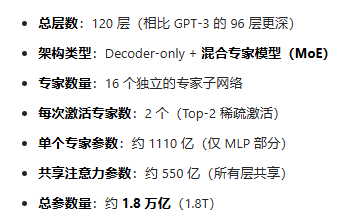 总层数：120 层（相比 GPT-3 的 96 层更深）
架构类型：Decoder-only + 混合专家模型（MoE）
专家数量：16 个独立的专家子网络
每次激活专家数：2 个（Top-2 稀疏激活）
单个专家参数：约 1110 亿（仅 MLP 部分）
共享注意力参数：约 550 亿（所有层共享）
总参数量：约 1.8 万亿（1.8T）